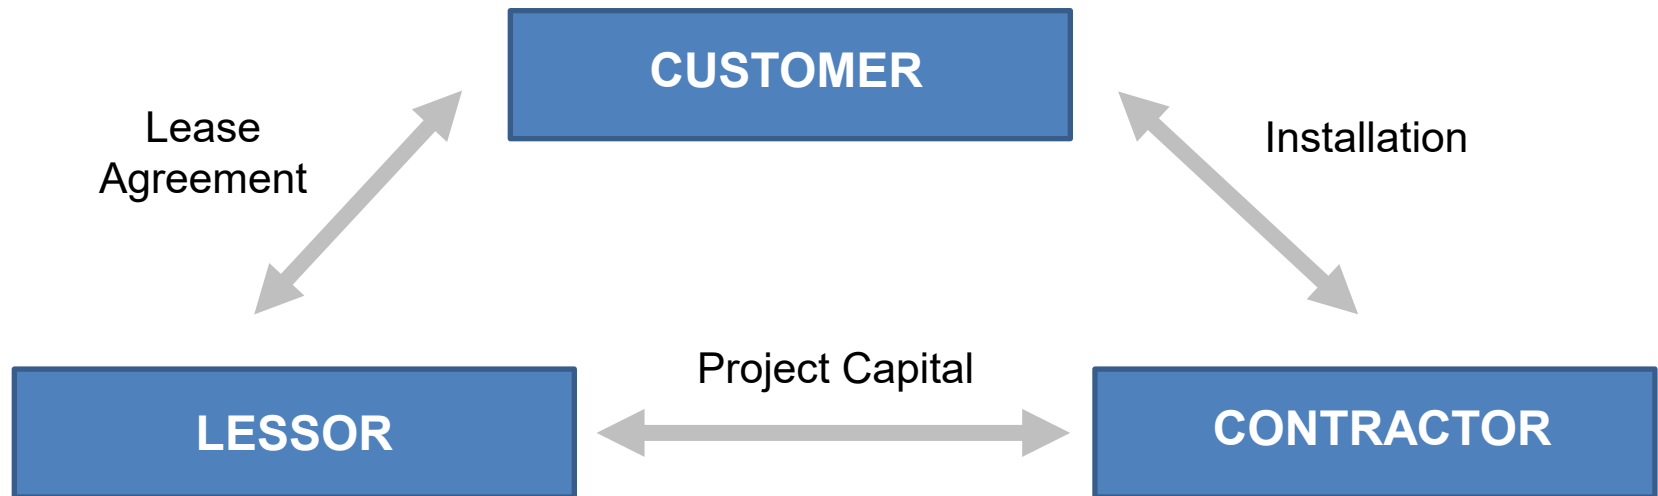 CUSTOMER
Lease
Agreement
Installation
Project Capital
LESSOR
CONTRACTOR